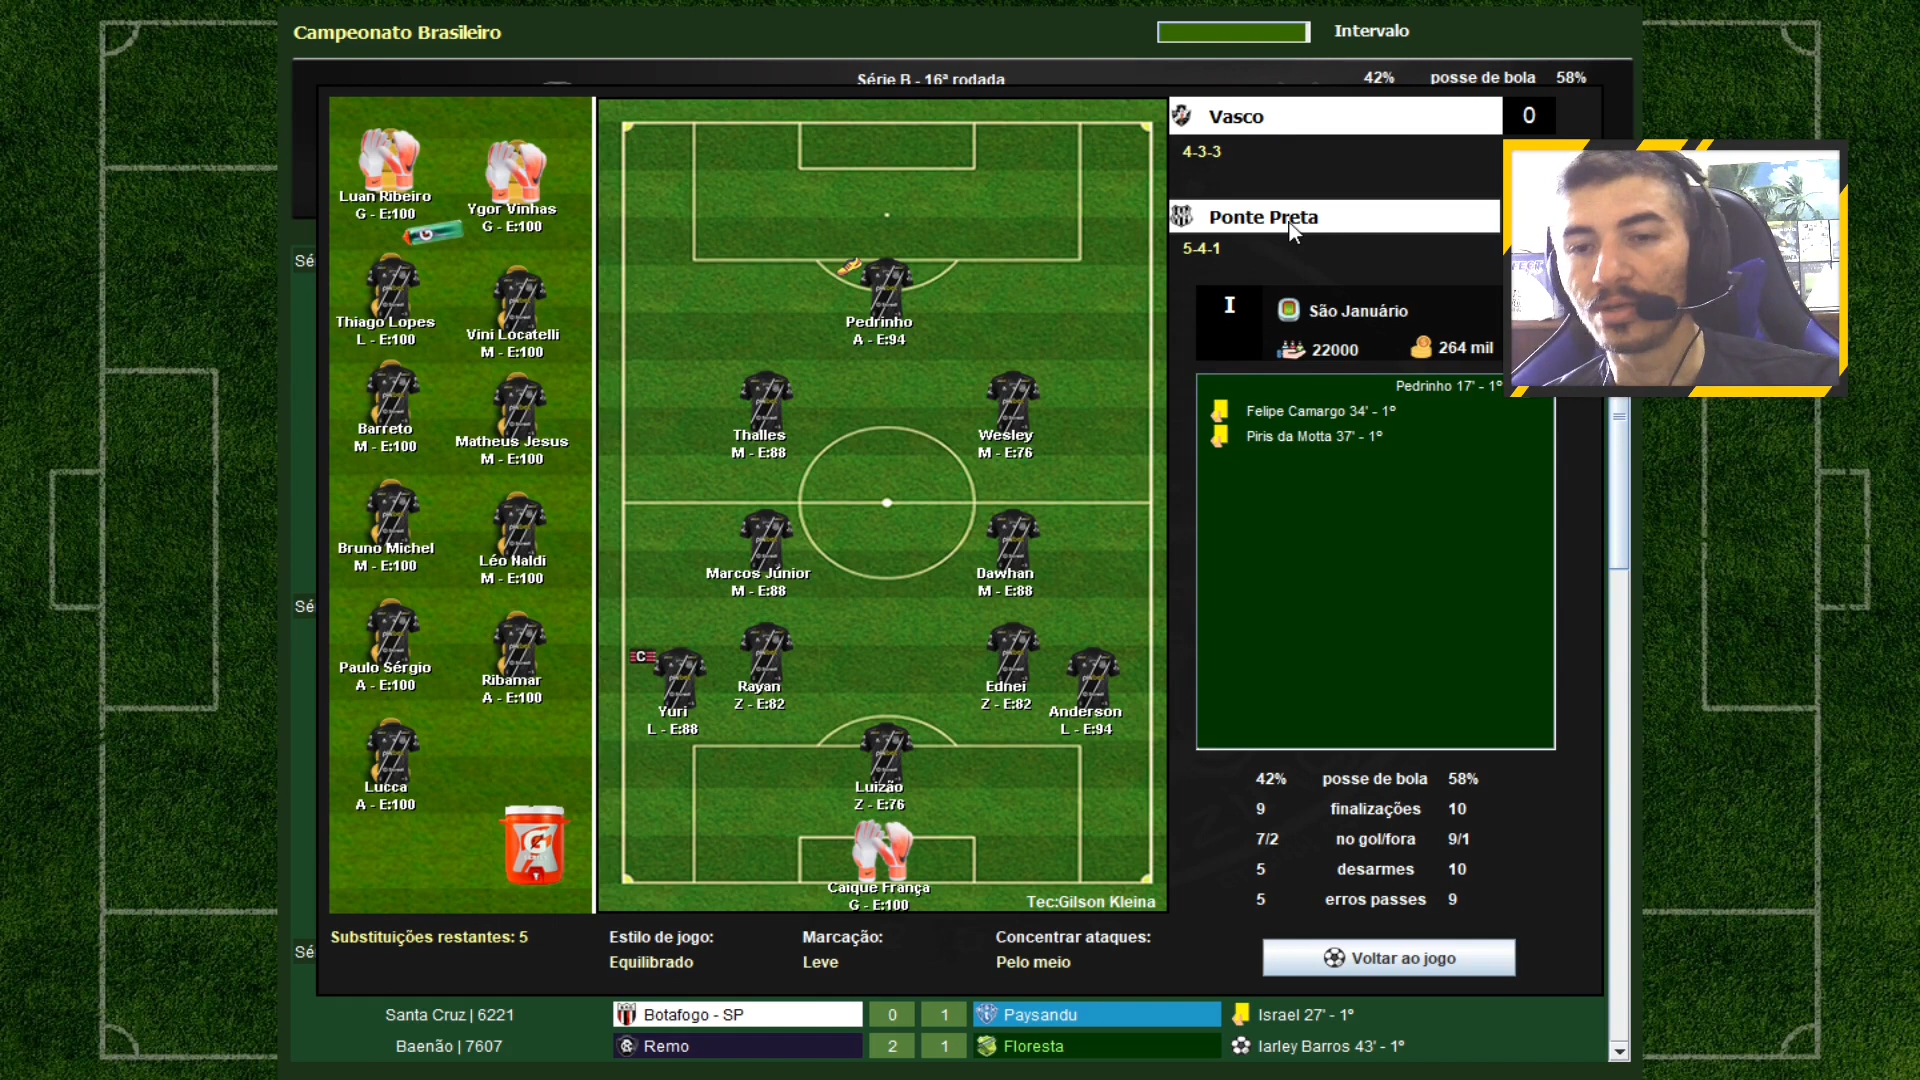 Campeonato Brasileiro
Intervalo
Série B - 16ª rodada
42% posse de bola 58%
Vasco 0
4-3-3
Ponte Preta
5-4-1
I
São Januário
22000
264 mil
Pedrinho 17' - 1º
Felipe Camargo 34' - 1º
Piris da Motta 37' - 1º
42% posse de bola 58%
9 finalizações 10
7/2 no gol/fora 9/1
5 desarmes 10
5 erros passes 9
Voltar ao jogo
Luan Ribeiro
G - E:100
Ygor Vinhas
G - E:100
Thiago Lopes
L - E:100
Vini Locatelli
M - E:100
Barreto
M - E:100
Matheus Jesus
M - E:100
Bruno Michel
M - E:100
Léo Naldi
M - E:100
Paulo Sérgio
A - E:100
Ribamar
A - E:100
Lucca
A - E:100
Pedrinho
A - E:94
Thalles
M - E:88
Wesley
M - E:76
Marcos Júnior
M - E:88
Dawhan
M - E:88
C
Yuri
L - E:88
Rayan
Z - E:82
Ednei
Z - E:82
Anderson
L - E:94
Luizão
Z - E:76
Caique França
G - E:100
Tec:Gilson Kleina
Sé
Sé
Sé
Substituições restantes: 5
Estilo de jogo:
Equilibrado
Marcação:
Leve
Concentrar ataques:
Pelo meio
Santa Cruz | 6221 Botafogo - SP 0 1 Paysandu Israel 27' - 1º
Baenão | 7607 Remo 2 1 Floresta Iarley Barros 43' - 1º